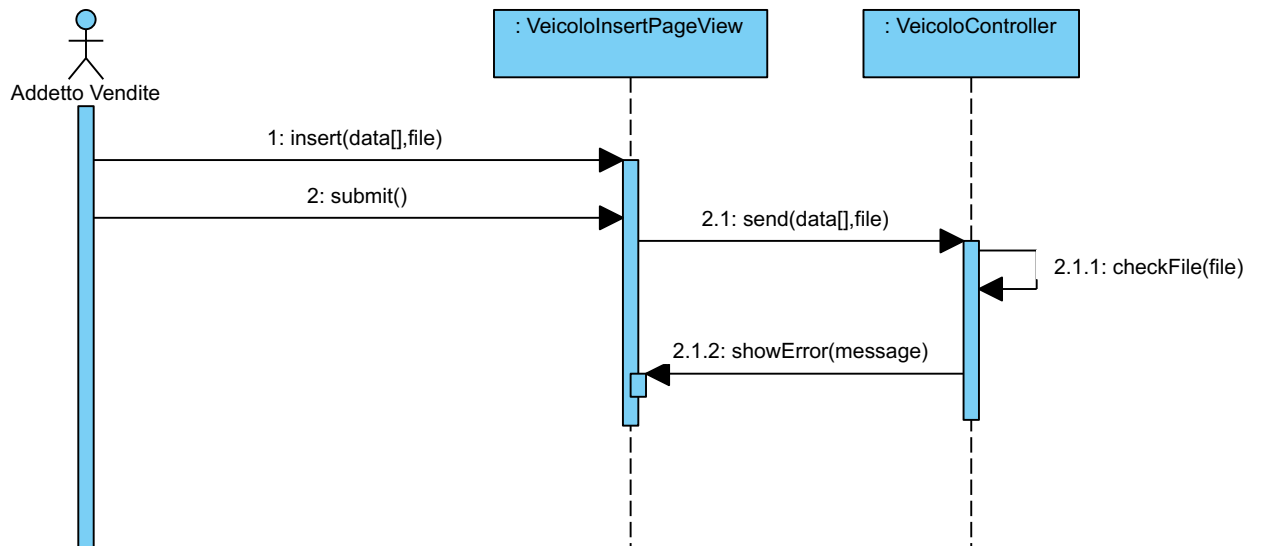 : VeicoloInsertPageView
: VeicoloController
Addetto Vendite
1: insert(data[],file)
2: submit()
2.1: send(data[],file)
2.1.1: checkFile(file)
2.1.2: showError(message)